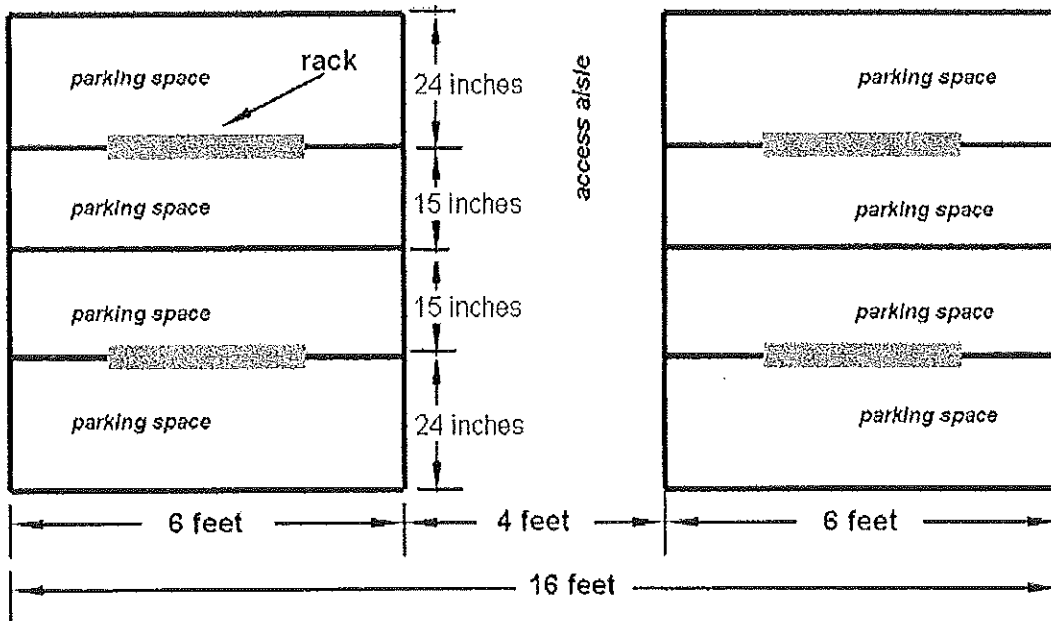 rack
parking space
24 inches
access aisle
parking space
parking space
15 inches
parking space
parking space
15 inches
parking space
parking space
24 inches
parking space
6 feet
4 feet
6 feet
16 feet